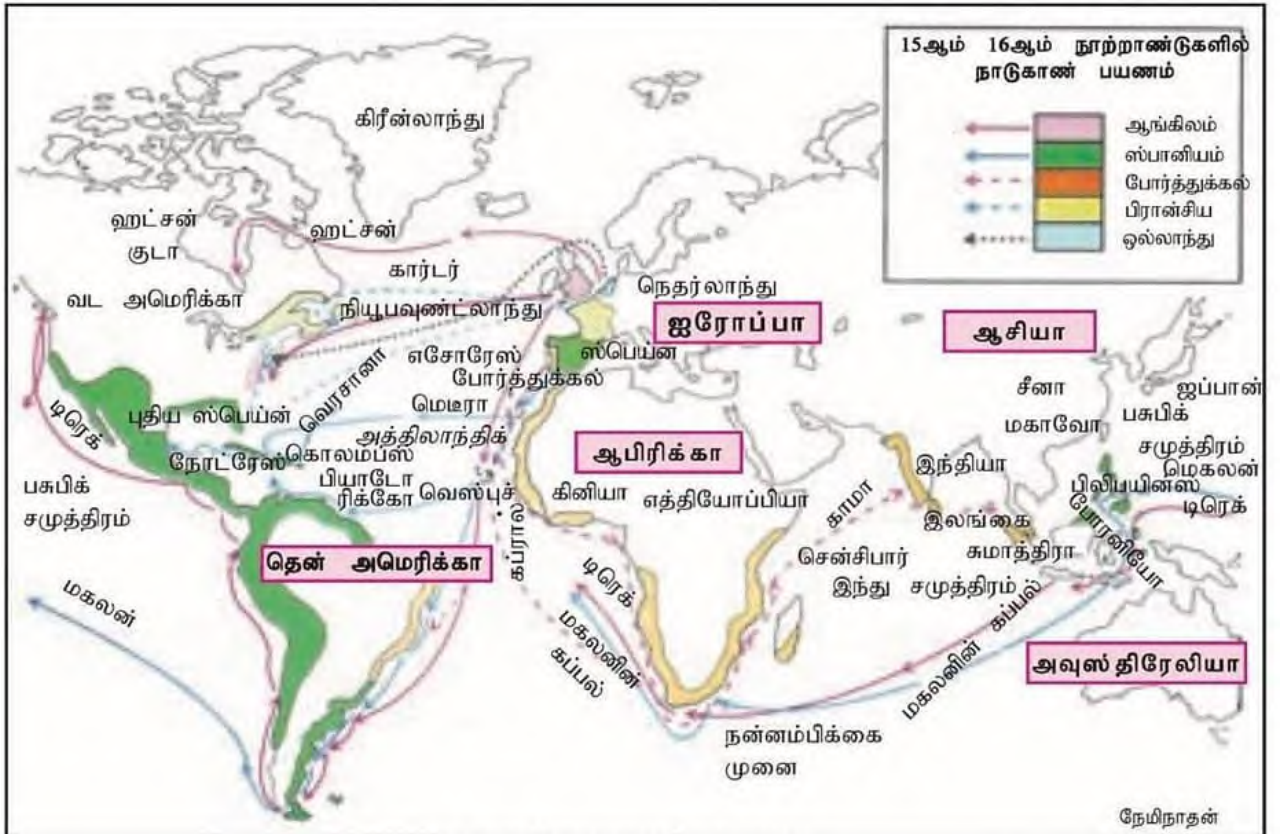 15ஆம் 16ஆம் நூற்றாண்டுகளில்
நாடுகாண் பயணம்
ஆங்கிலம்
ஸ்பானியம்
போர்த்துக்கல்
பிரான்சிய
ஒல்லாந்து
கிரீன்லாந்து
ஹட்சன்
குடா
ஹட்சன்
கார்டர்
வட அமெரிக்கா
நியூபவுண்ட்லாந்து
நெதர்லாந்து
ஐரோப்பா
ஆசியா
எசோரேஸ்
ஸ்பெய்ன்
போர்த்துக்கல்
சீனா
ஜப்பான்
டிரெக்
புதிய ஸ்பெய்ன்
வெரசானா
மெடீரா
மகாவோ
பசுபிக்
சமுத்திரம்
அத்திலாந்திக்
ஆபிரிக்கா
நோட்ரேஸ்
கொலம்பஸ்
இந்தியா
மெகலன்
பசுபிக்
சமுத்திரம்
பியாடோ
ரிக்கோ
வெஸ்புச்
கினியா
எத்தியோப்பியா
காமா
பிலிபயின்ஸ்
டிரெக்
இலங்கை
போரனியோ
கப்ரால்
சுமாத்திரா
தென் அமெரிக்கா
டிரெக்
சென்சிபார்
இந்து சமுத்திரம்
மகலன்
மகலனின்
கப்பல்
மகலனின் கப்பல்
அவுஸ்திரேலியா
நன்னம்பிக்கை
முனை
நேமிநாதன்